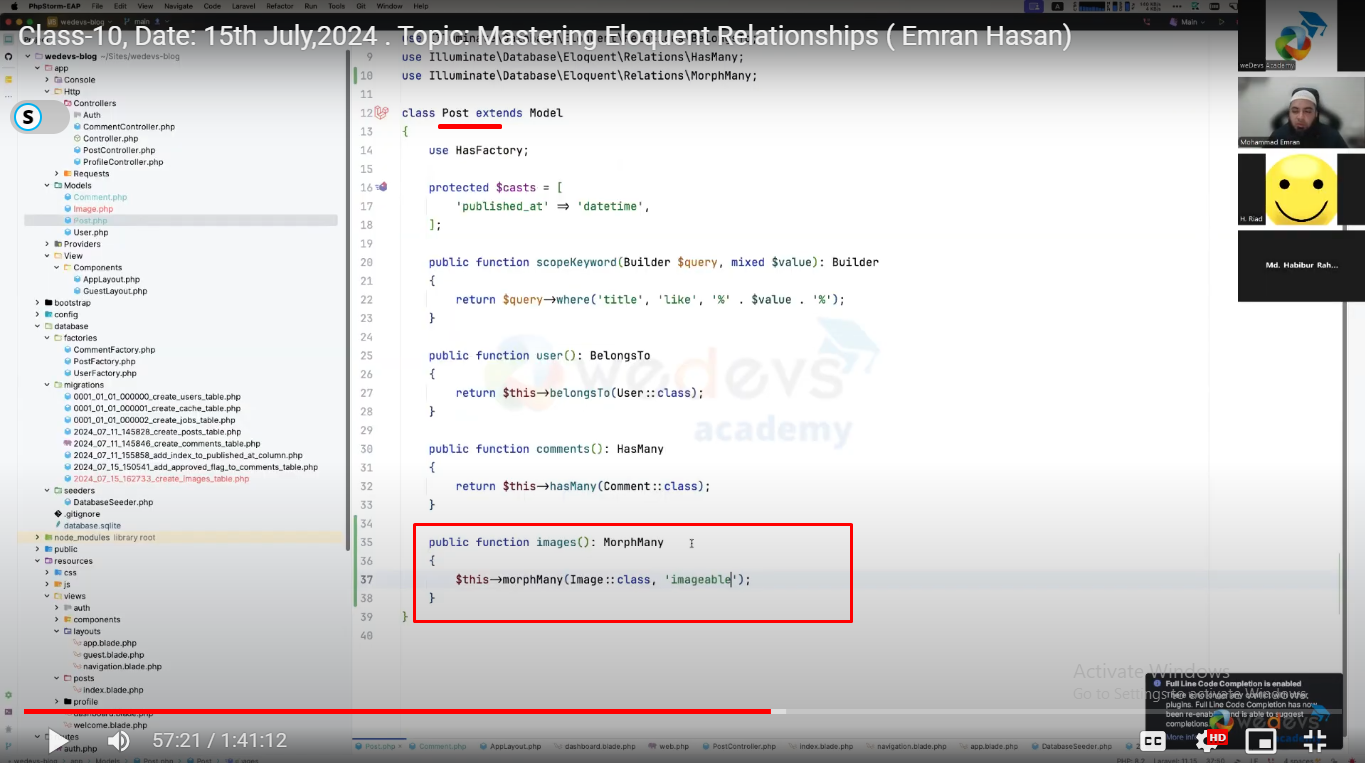 PhpStorm-EAP File Edit View Navigate Code Laravel Refactor Run Tools Git Window Help
wedevs-blog main
Main
Class-10, Date: 15th July,2024 . Topic: Mastering Eloquent Relationships ( Emran Hasan)
wedevs-blog ~/Sites/wedevs-blog
app
Console
Http
Controllers
Auth
CommentController.php
Controller.php
PostController.php
ProfileController.php
Requests
Models
Comment.php
Image.php
Post.php
User.php
Providers
View
Components
AppLayout.php
GuestLayout.php
bootstrap
config
database
factories
CommentFactory.php
PostFactory.php
UserFactory.php
migrations
0001_01_01_000000_create_users_table.php
0001_01_01_000001_create_cache_table.php
0001_01_01_000002_create_jobs_table.php
2024_07_11_145828_create_posts_table.php
2024_07_11_145846_create_comments_table.php
2024_07_11_155858_add_index_to_published_at_column.php
2024_07_15_150541_add_approved_flag_to_comments_table.php
2024_07_15_162733_create_images_table.php
seeders
DatabaseSeeder.php
.gitignore
database.sqlite
node_modules library root
public
resources
css
js
views
auth
components
layouts
app.blade.php
guest.blade.php
navigation.blade.php
posts
index.blade.php
profile
dashboard.blade.php
welcome.blade.php
routes
auth.php
9 use Illuminate\Database\Eloquent\Relations\HasMany;
10 use Illuminate\Database\Eloquent\Relations\MorphMany;
11
12 class Post extends Model
13 {
14 use HasFactory;
15
16 protected $casts = [
17 'published_at' => 'datetime',
18 ];
19
20 public function scopeKeyword(Builder $query, mixed $value): Builder
21 {
22 return $query->where('title', 'like', '%' . $value . '%');
23 }
24
25 public function user(): BelongsTo
26 {
27 return $this->belongsTo(User::class);
28 }
29
30 public function comments(): HasMany
31 {
32 return $this->hasMany(Comment::class);
33 }
34
35 public function images(): MorphMany
36 {
37 $this->morphMany(Image::class, 'imageable');
38 }
39 }
40
wedevs
academy
S
weDevs Academy
Mohammad Emran
H. Riad
Md. Habibur Rah...
Activate Windows
Go to Settings to activate Windows.
Full Line Code Completion is enabled
plugins. Full Line Code Completion has now
been re-enabled and is able to suggest
completions.
More info
wedevs
academy
57:21 / 1:41:12
CC
HD
Post.php Comment.php AppLayout.php dashboard.blade.php web.php PostController.php index.blade.php navigation.blade.php app.blade.php DatabaseSeeder.php
wedevs-blog app Models Post.php Post images